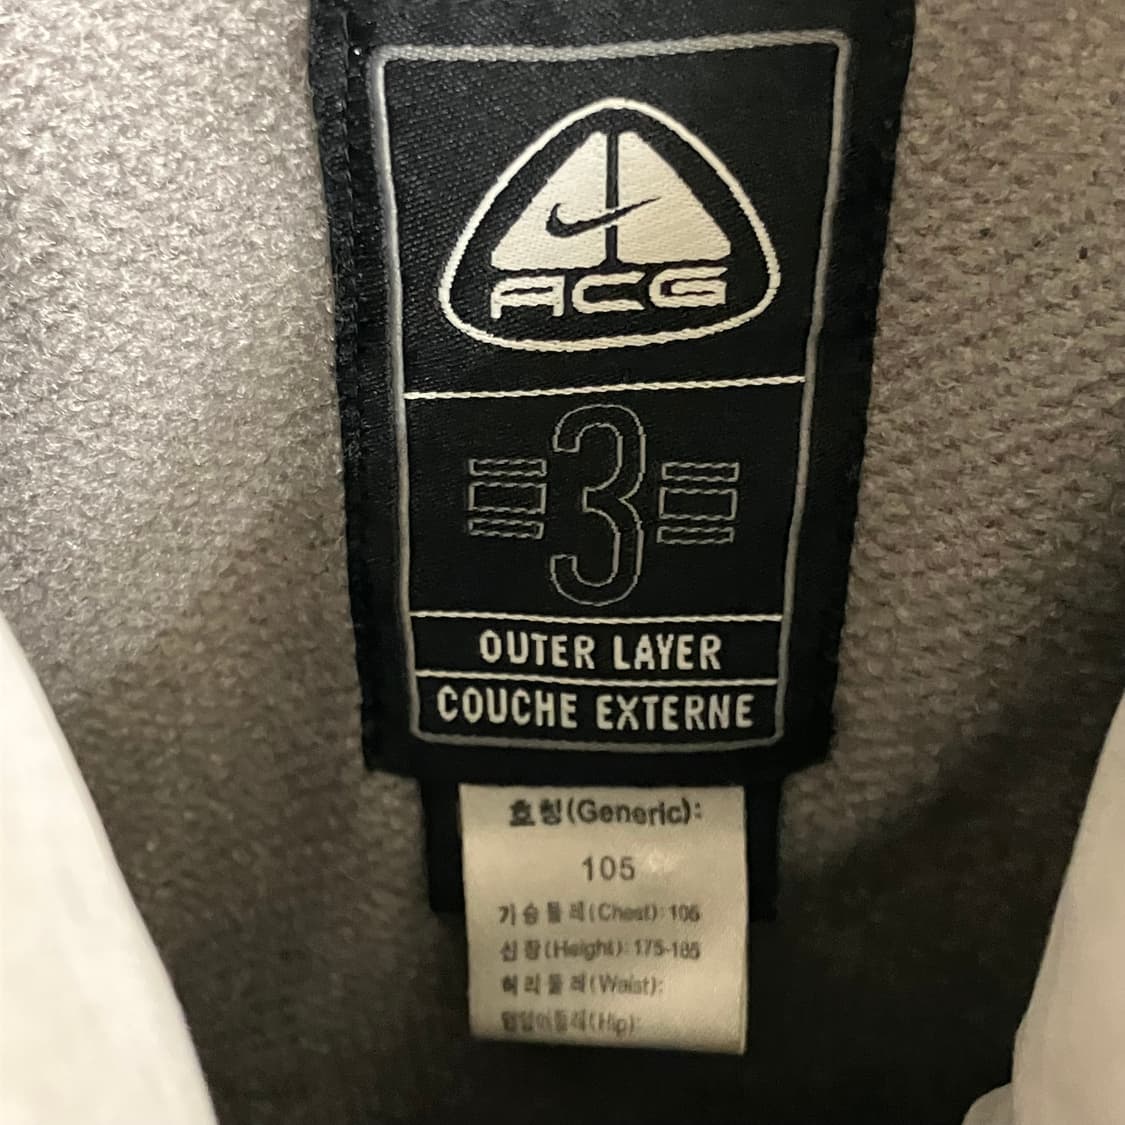 ACG
3
OUTER LAYER
COUCHE EXTERNE
호칭(Generic):
105
가슴둘레(Chest): 105
신장(Height): 175-185
허리둘레(Waist):
엉덩이둘레(Hip):